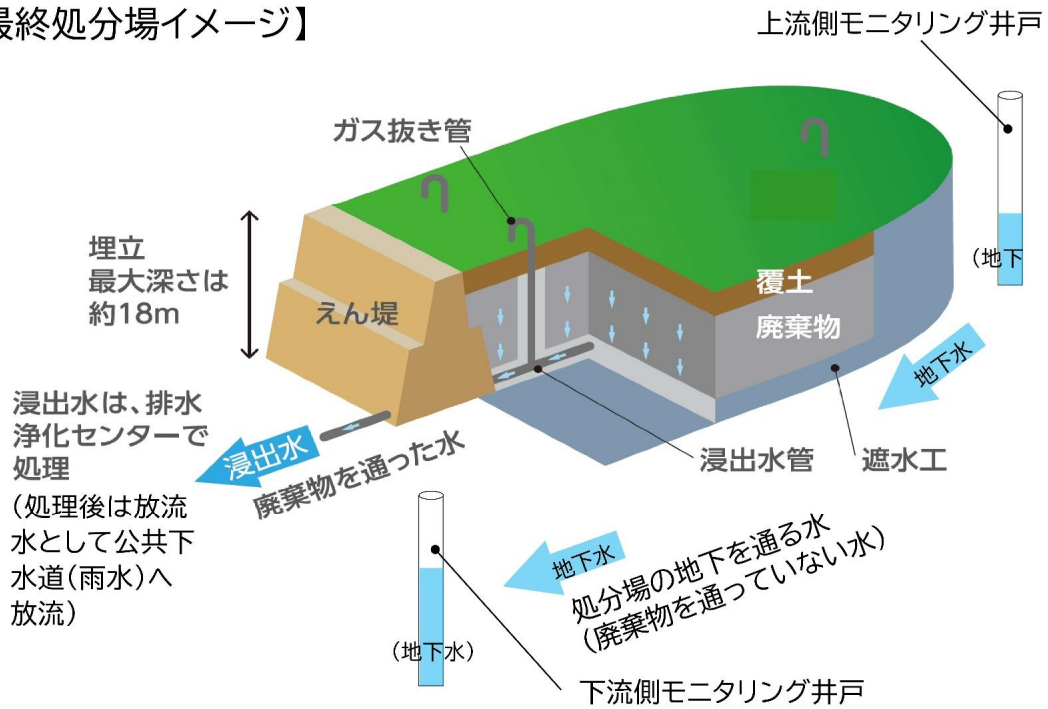 最終処分場イメージ】
上流側モニタリング井戸
ガス抜き管
埋立
最大深さは
約18m
えん堤
覆土
廃棄物
(地下
地下水
浸出水は、排水
浄化センターで
処理
(処理後は放流
水として公共下
水道(雨水)へ
放流)
浸出水
廃棄物を通った水
浸出水管
遮水工
地下水
処分場の地下を通る水
(廃棄物を通っていない水)
(地下水)
下流側モニタリング井戸